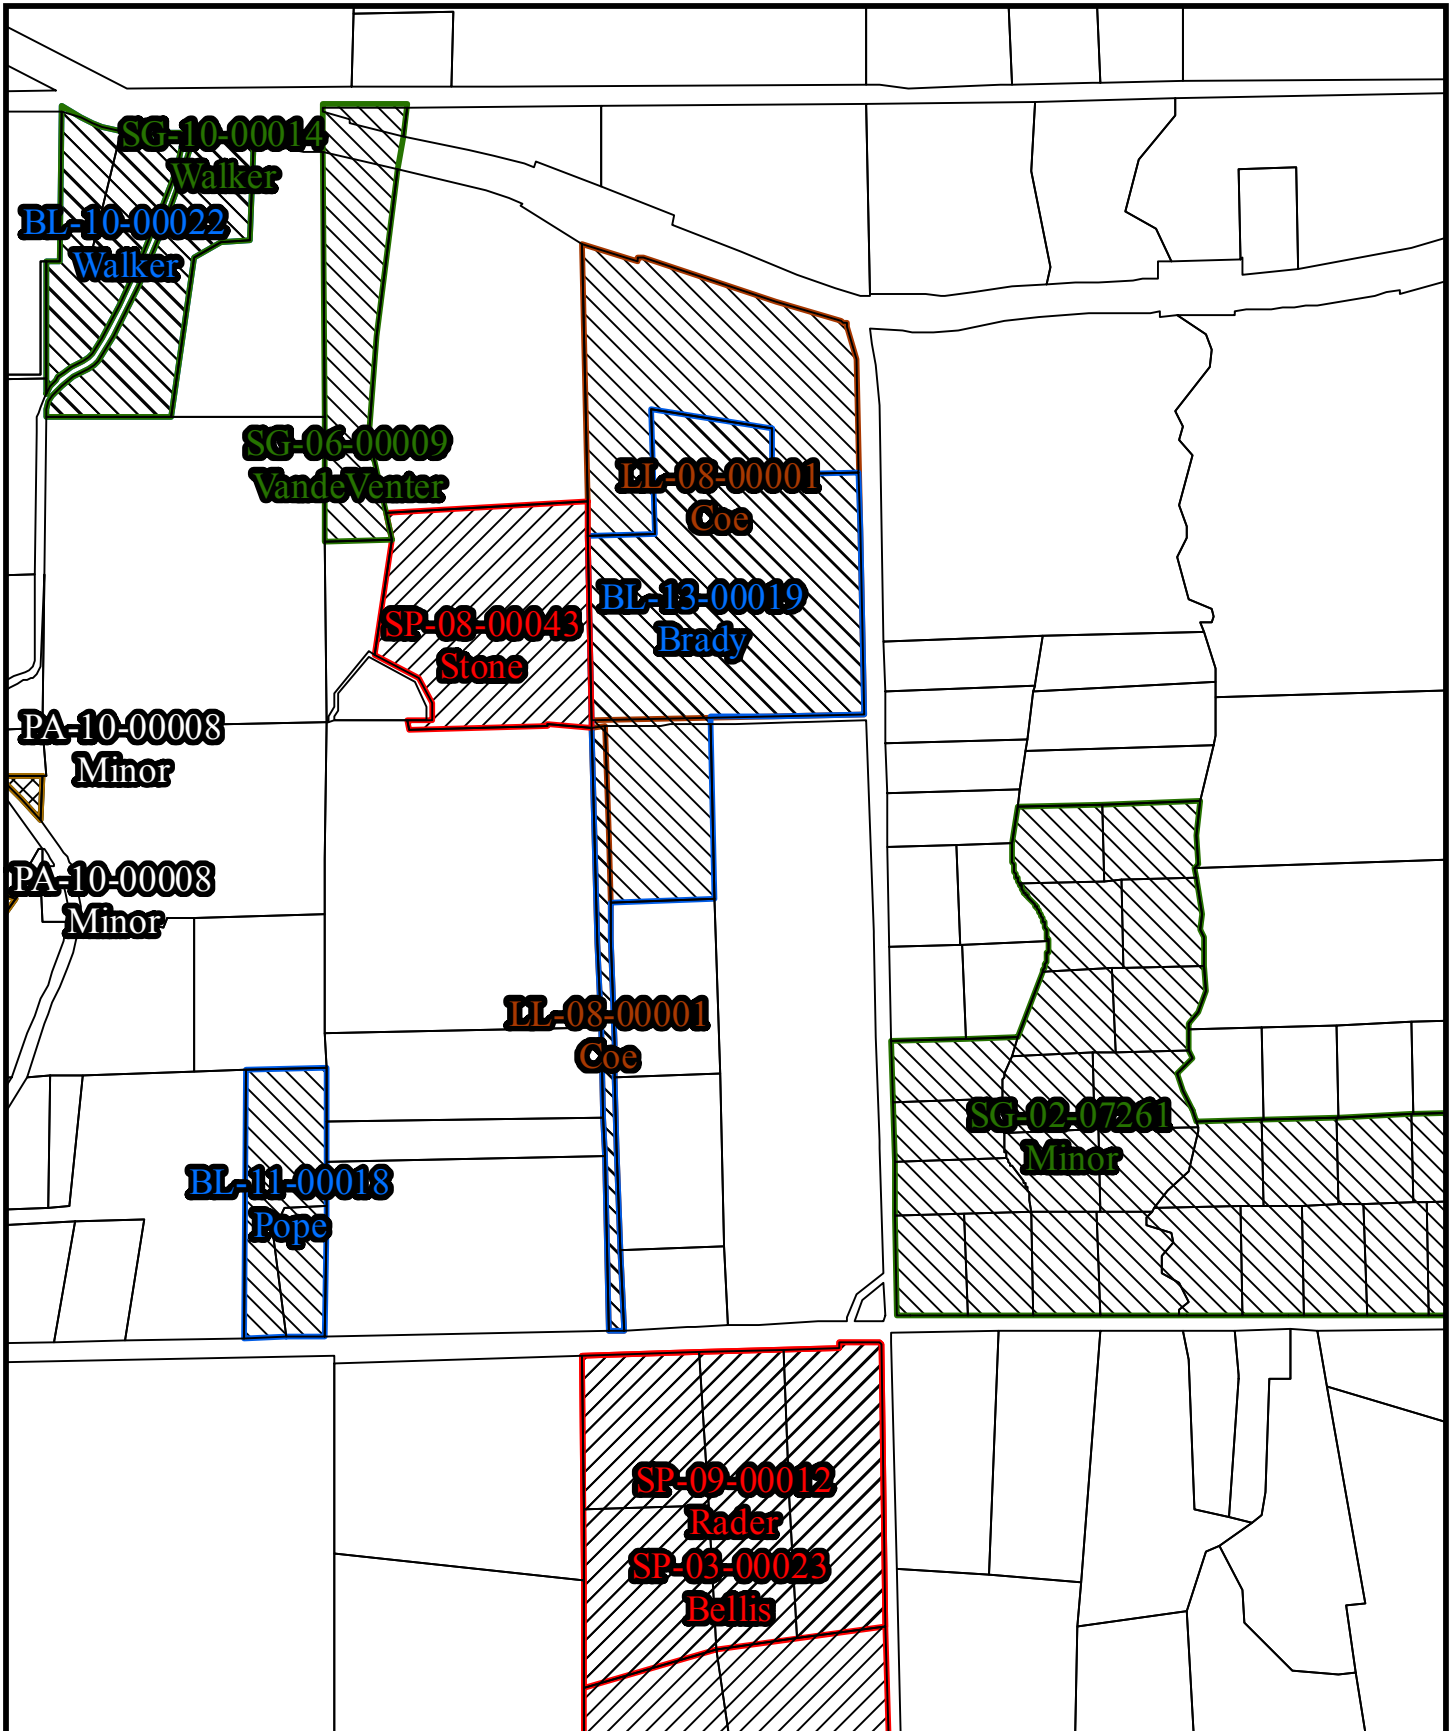 SG-10-00014
Walker
BL-10-00022
Walker
SG-06-00009
VandeVenter
LL-08-00001
Coe
BL-13-00019
Brady
SP-08-00043
Stone
PA-10-00008
Minor
PA-10-00008
Minor
LL-08-00001
Coe
SG-02-07261
Minor
BL-11-00018
Pope
SP-09-00012
Rader
SP-03-00023
Bellis